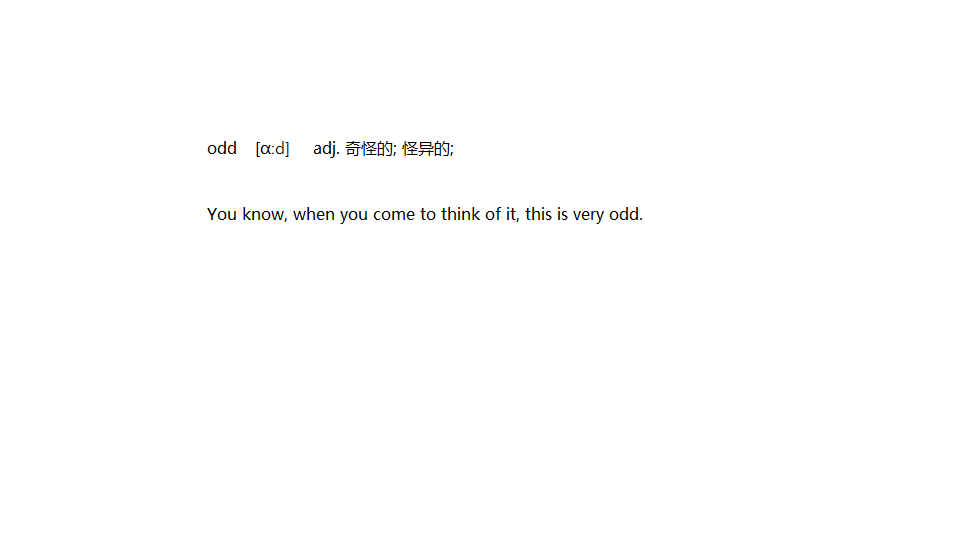 odd [ɑ:d] adj. 奇怪的; 怪异的;
You know, when you come to think of it, this is very odd.